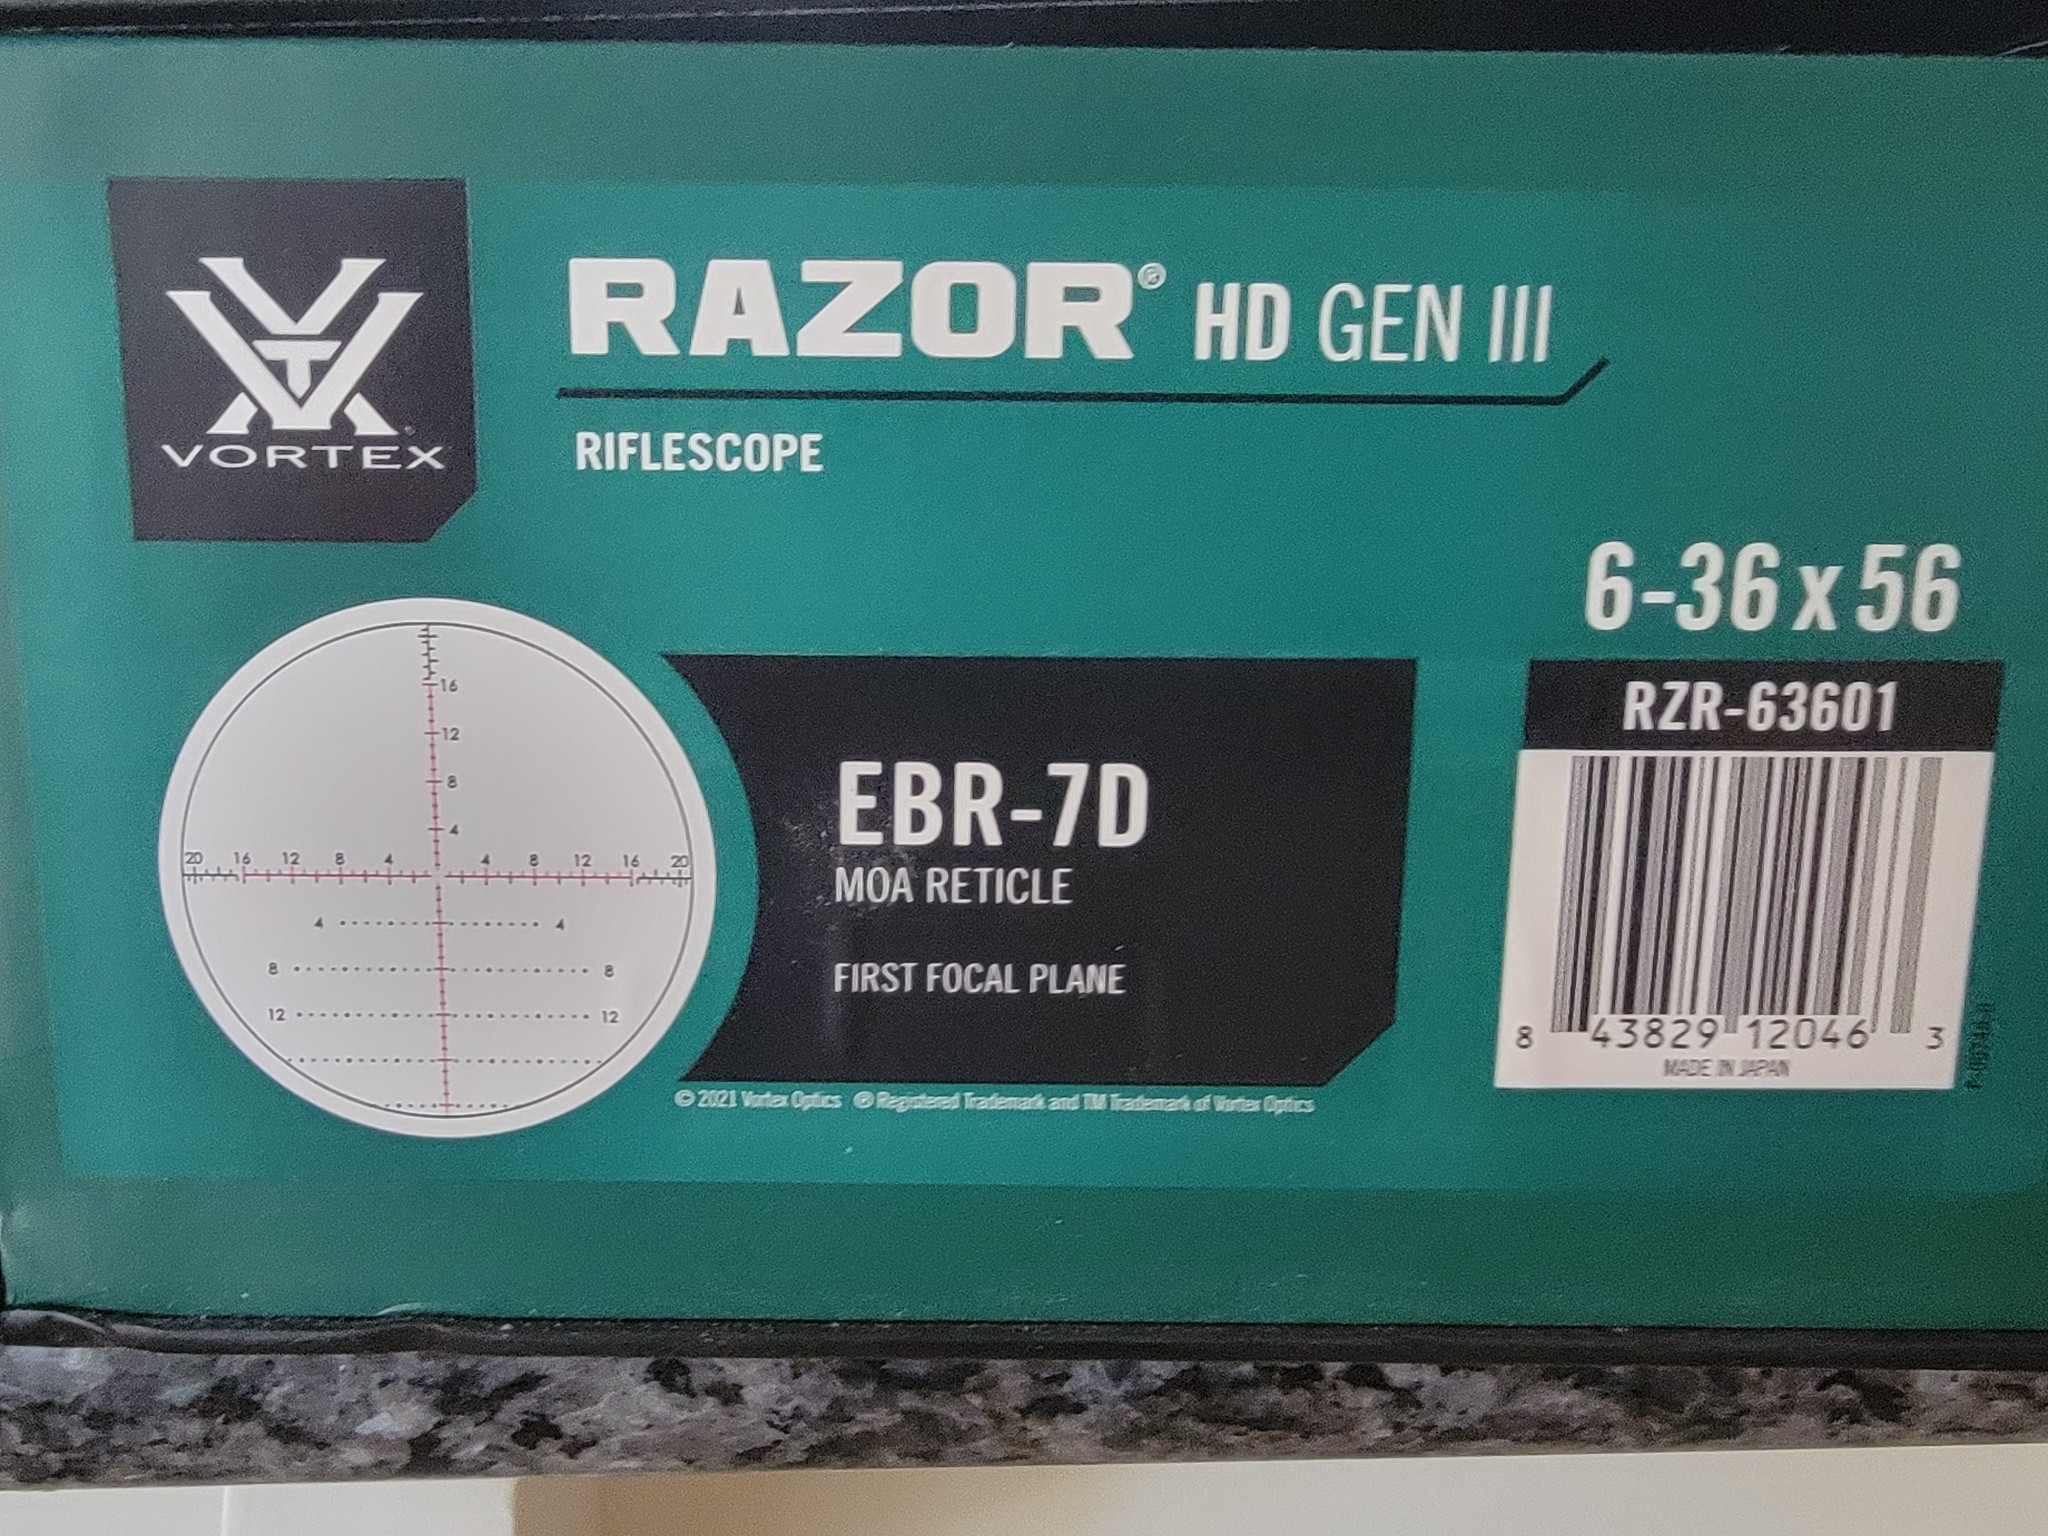 VORTEX
RAZOR® HD GEN III
RIFLESCOPE
6-36 x 56
RZR-63601
16
12
8
4
20 16 12 8 4 4 8 12 16 20
4 4
8 8
12 12
EBR-7D
MOA RETICLE
FIRST FOCAL PLANE
8 43829 12046 3
MADE IN JAPAN
© 2021 Vortex Optics ® Registered Trademark and TM Trademark of Vortex Optics